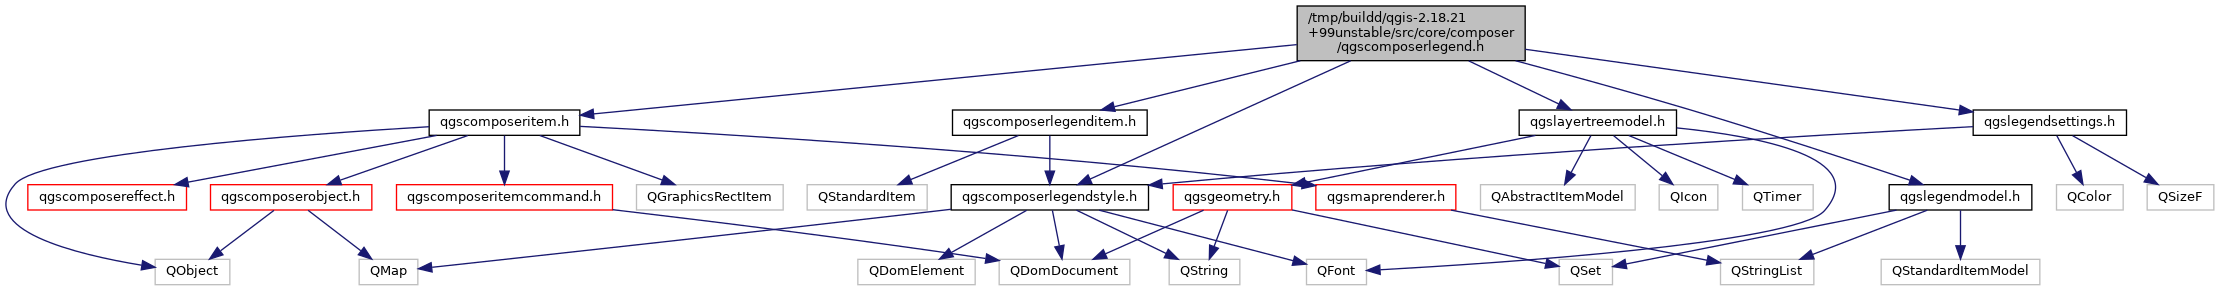 /tmp/buildd/qgis-2.18.21
+99unstable/src/core/composer
/qgscomposerlegend.h
qgscomposeritem.h
qgscomposerlegenditem.h
qgslayertreemodel.h
qgslegendsettings.h
qgscomposereffect.h
qgscomposerobject.h
qgscomposeritemcommand.h
QGraphicsRectItem
QStandardItem
qgscomposerlegendstyle.h
qgsgeometry.h
qgsmaprenderer.h
QAbstractItemModel
QIcon
QTimer
qgslegendmodel.h
QColor
QSizeF
QObject
QMap
QDomElement
QDomDocument
QString
QFont
QSet
QStringList
QStandardItemModel